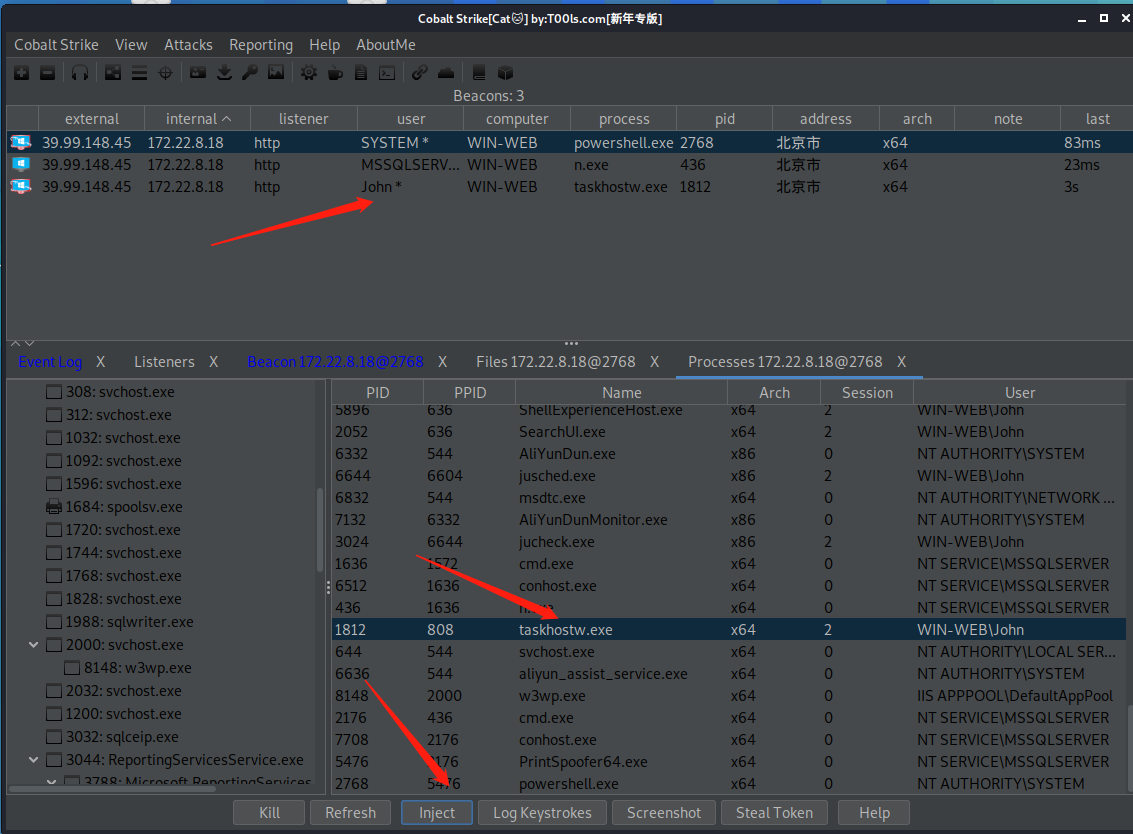 Cobalt Strike[Cat🐱] by:T00ls.com[新年专版]
Cobalt Strike View Attacks Reporting Help AboutMe
Beacons: 3
external internal listener user computer process pid address arch note last
39.99.148.45 172.22.8.18 http SYSTEM * WIN-WEB powershell.exe 2768 北京市 x64 83ms
39.99.148.45 172.22.8.18 http MSSQLSERV... WIN-WEB n.exe 436 北京市 x64 23ms
39.99.148.45 172.22.8.18 http John * WIN-WEB taskhostw.exe 1812 北京市 x64 3s
Event Log X Listeners X Beacon 172.22.8.18@2768 X Files 172.22.8.18@2768 X Processes 172.22.8.18@2768 X
308: svchost.exe
312: svchost.exe
1032: svchost.exe
1092: svchost.exe
1596: svchost.exe
1684: spoolsv.exe
1720: svchost.exe
1744: svchost.exe
1768: svchost.exe
1828: svchost.exe
1988: sqlwriter.exe
2000: svchost.exe
8148: w3wp.exe
2032: svchost.exe
1200: svchost.exe
3032: sqlceip.exe
3044: ReportingServicesService.exe
3788: Microsoft.ReportingServices
PID PPID Name Arch Session User
5896 636 ShellExperienceHost.exe x64 2 WIN-WEB\John
2052 636 SearchUI.exe x64 2 WIN-WEB\John
6332 544 AliYunDun.exe x86 0 NT AUTHORITY\SYSTEM
6644 6604 jusched.exe x86 2 WIN-WEB\John
6832 544 msdtc.exe x64 0 NT AUTHORITY\NETWORK ...
7132 6332 AliYunDunMonitor.exe x86 0 NT AUTHORITY\SYSTEM
3024 6644 jucheck.exe x86 2 WIN-WEB\John
1636 1572 cmd.exe x64 0 NT SERVICE\MSSQLSERVER
6512 1636 conhost.exe x64 0 NT SERVICE\MSSQLSERVER
436 1636 n.exe x64 0 NT SERVICE\MSSQLSERVER
1812 808 taskhostw.exe x64 2 WIN-WEB\John
644 544 svchost.exe x64 0 NT AUTHORITY\LOCAL SER...
6636 544 aliyun_assist_service.exe x64 0 NT AUTHORITY\SYSTEM
8148 2000 w3wp.exe x64 0 IIS APPPOOL\DefaultAppPool
2176 436 cmd.exe x64 0 NT SERVICE\MSSQLSERVER
7708 2176 conhost.exe x64 0 NT SERVICE\MSSQLSERVER
5476 2176 PrintSpoofer64.exe x64 0 NT SERVICE\MSSQLSERVER
2768 5476 powershell.exe x64 0 NT AUTHORITY\SYSTEM
Kill Refresh Inject Log Keystrokes Screenshot Steal Token Help